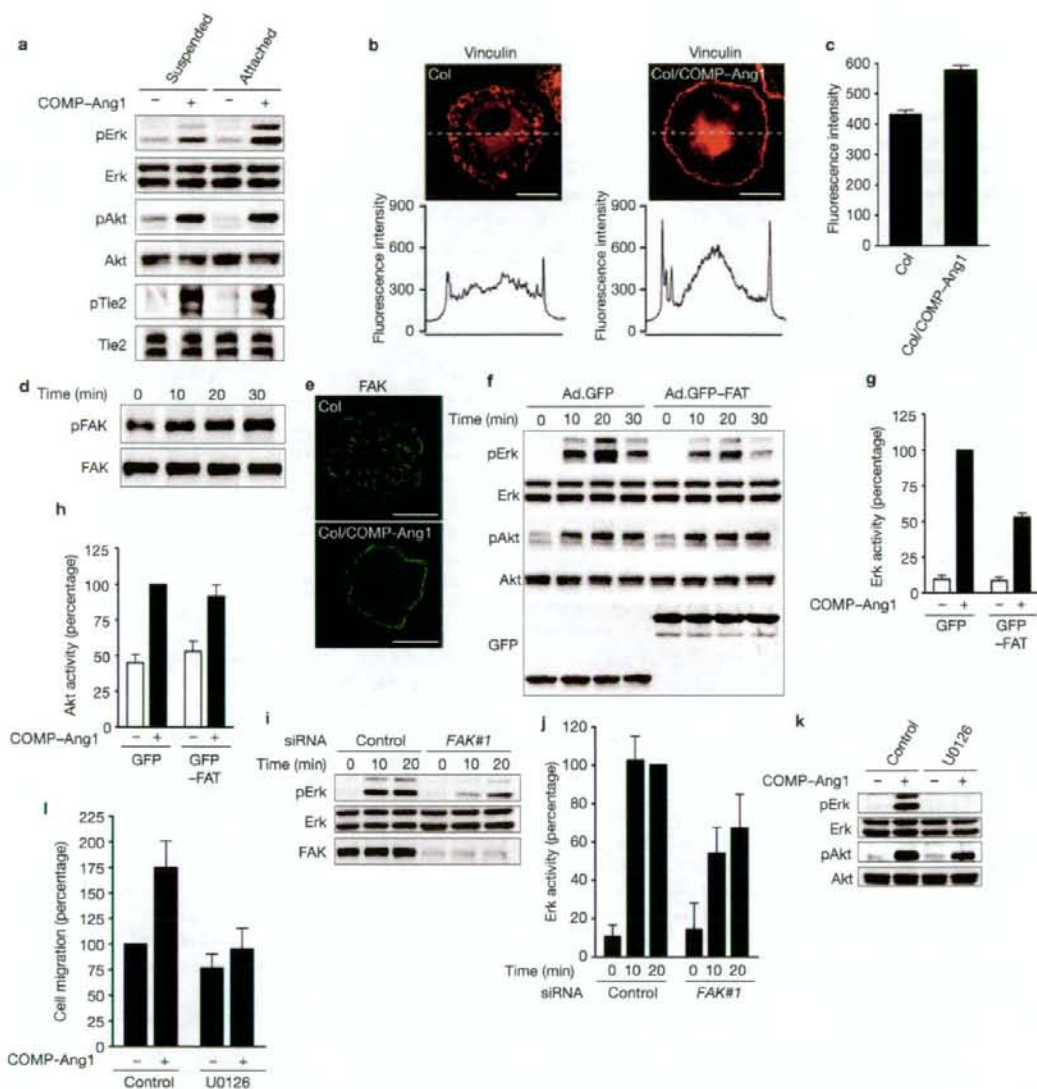 a
Suspended
Attached
COMP–Ang1 – + – +
pErk
Erk
pAkt
Akt
pTie2
Tie2
b
Vinculin
Col
Fluorescence intensity
900
600
300
0
Vinculin
Col/COMP–Ang1
Fluorescence intensity
900
600
300
0
c
Fluorescence intensity
600
500
400
300
200
100
0
Col
Col/COMP–Ang1
d
Time (min) 0 10 20 30
pFAK
FAK
e
FAK
Col
Col/COMP-Ang1
f
Ad.GFP Ad.GFP–FAT
Time (min) 0 10 20 30 0 10 20 30
pErk
Erk
pAkt
Akt
GFP
g
Erk activity (percentage)
125
100
75
50
25
0
COMP–Ang1 – + – +
GFP GFP
–FAT
h
Akt activity (percentage)
125
100
75
50
25
0
COMP–Ang1 – + – +
GFP GFP
–FAT
i
siRNA Control FAK#1
Time (min) 0 10 20 0 10 20
pErk
Erk
FAK
j
Erk activity (percentage)
120
100
80
60
40
20
0
Time (min) 0 10 20 0 10 20
siRNA Control FAK#1
k
Control
U0126
COMP–Ang1 – + – +
pErk
Erk
pAkt
Akt
l
Cell migration (percentage)
225
200
175
150
125
100
75
50
25
0
COMP-Ang1 – + – +
Control U0126